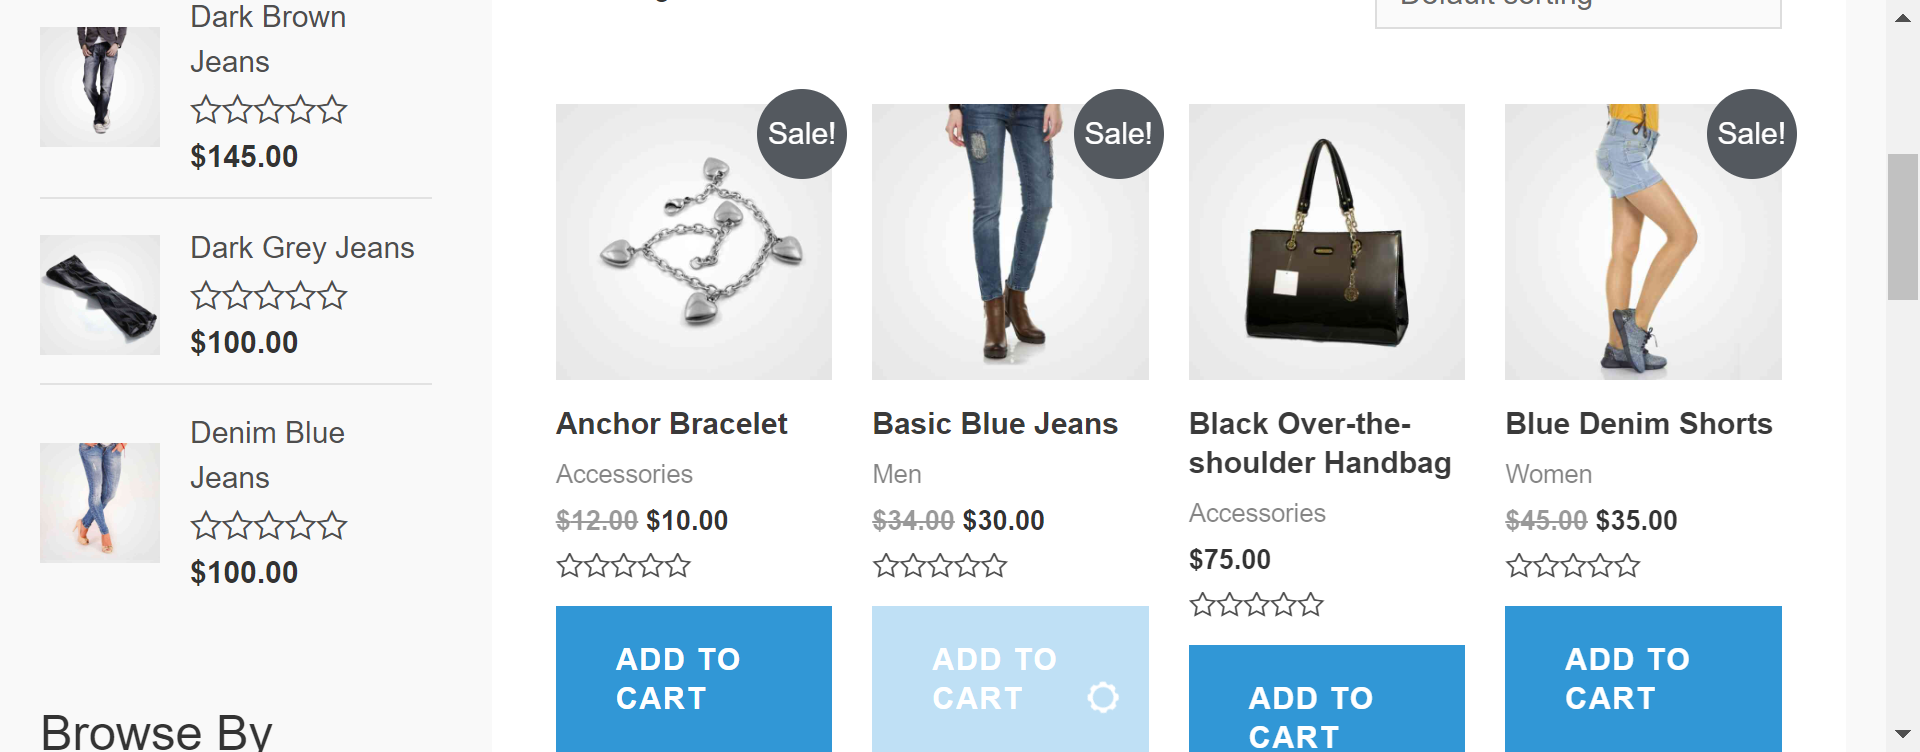 Dark Brown
Jeans
$145.00
Dark Grey Jeans
$100.00
Denim Blue
Jeans
$100.00
Browse By
Default sorting
Sale!
Sale!
Sale!
Anchor Bracelet
Accessories
$12.00 $10.00
ADD TO
CART
Basic Blue Jeans
Men
$34.00 $30.00
ADD TO
CART
Black Over-the-
shoulder Handbag
Accessories
$75.00
ADD TO
CART
Blue Denim Shorts
Women
$45.00 $35.00
ADD TO
CART